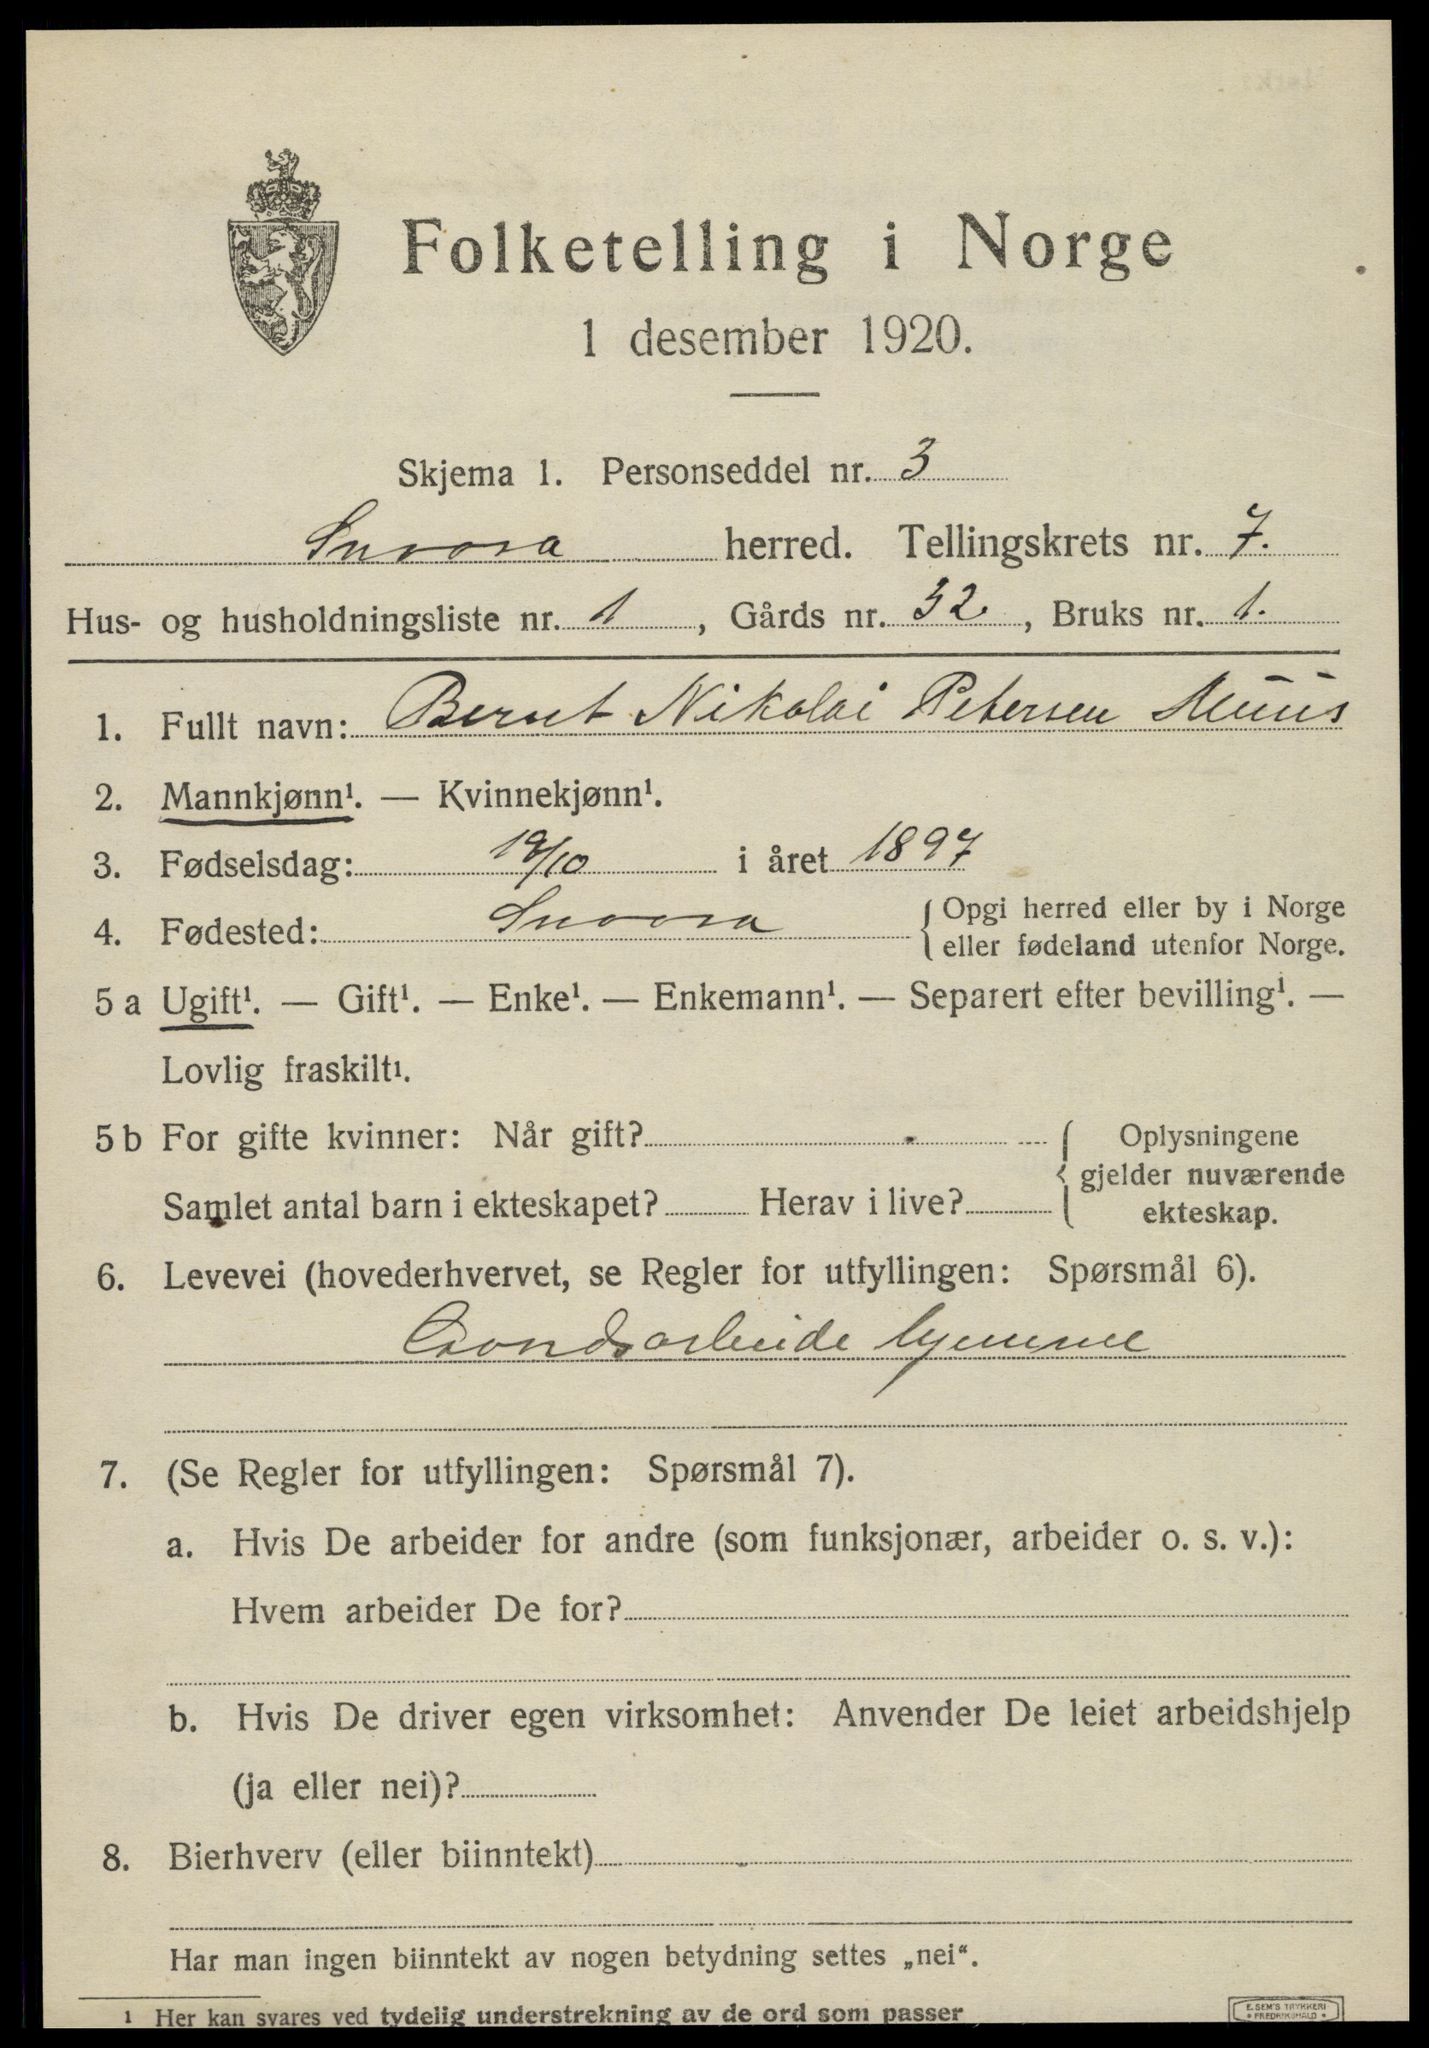 Folketelling i Norge
1 desember 1920.
Skjema 1. Personseddel nr. 3
Snaasa herred. Tellingskrets nr. 7.
Hus- og husholdningsliste nr. 1, Gårds nr. 32, Bruks nr. 1.
1. Fullt navn: Bernt Nikolai Petersen Muus
2. Mannkjønn¹. — Kvinnekjønn¹.
3. Fødselsdag: 19/10 i året 1897
4. Fødested: Snaasa { Opgi herred eller by i Norge
eller fødeland utenfor Norge.
5 a Ugift¹. — Gift¹. — Enke¹. — Enkemann¹. — Separert efter bevilling¹. —
Lovlig fraskilt¹.
5 b For gifte kvinner: Når gift? { Oplysningene
gjelder nuværende
Samlet antal barn i ekteskapet? Herav i live? ekteskap.
6. Levevei (hovederhvervet, se Regler for utfyllingen: Spørsmål 6).
Gaardsarbeide hjemme
7. (Se Regler for utfyllingen: Spørsmål 7).
a. Hvis De arbeider for andre (som funksjonær, arbeider o. s. v.):
Hvem arbeider De for?
b. Hvis De driver egen virksomhet: Anvender De leiet arbeidshjelp
(ja eller nei)?
8. Bierhverv (eller biinntekt)
Har man ingen biinntekt av nogen betydning settes „nei“.
¹ Her kan svares ved tydelig understrekning av de ord som passer
E. SEM'S TRYKKERI
• FREDRIKSHALD •